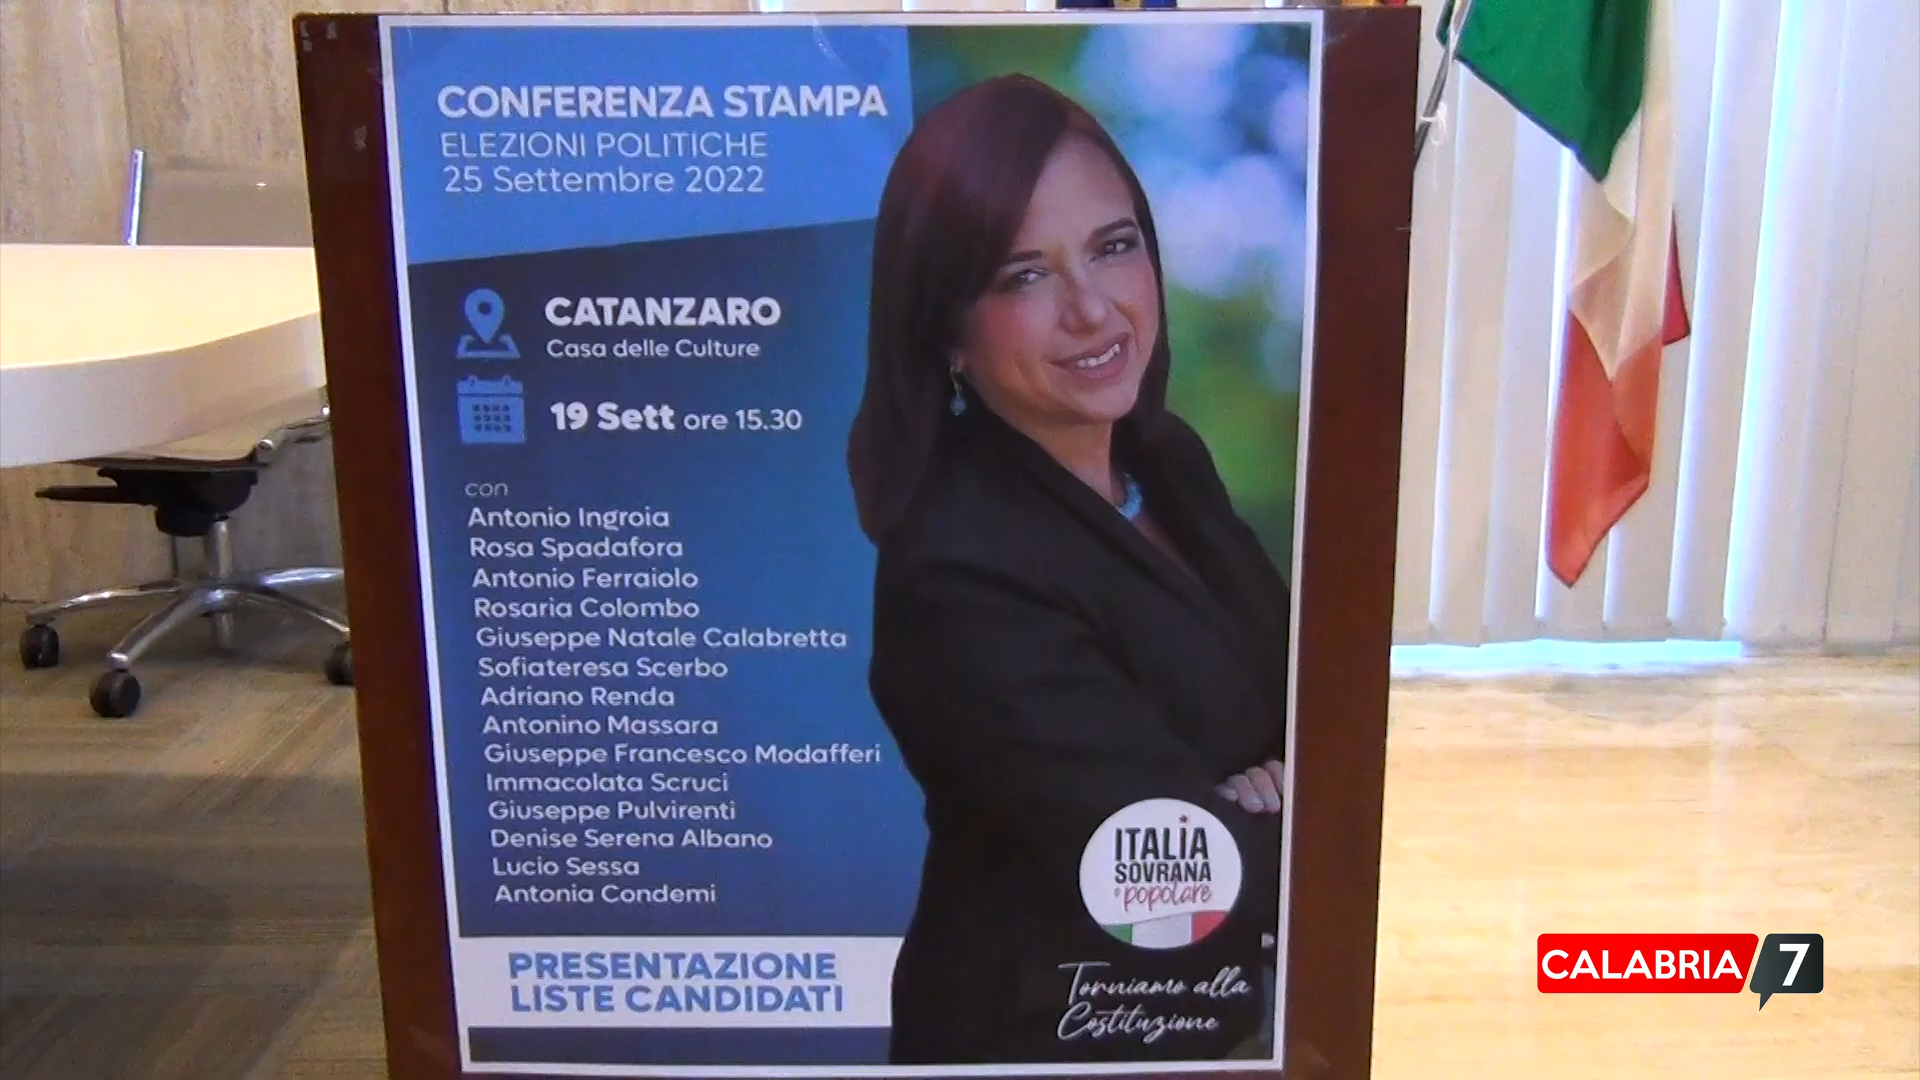 CONFERENZA STAMPA
ELEZIONI POLITICHE
25 Settembre 2022
CATANZARO
Casa delle Culture
19 Sett ore 15.30
con
Antonio Ingroia
Rosa Spadafora
Antonio Ferraiolo
Rosaria Colombo
Giuseppe Natale Calabretta
Sofiateresa Scerbo
Adriano Renda
Antonino Massara
Giuseppe Francesco Modafferi
Immacolata Scruci
Giuseppe Pulvirenti
Denise Serena Albano
Lucio Sessa
Antonia Condemi
PRESENTAZIONE
LISTE CANDIDATI
ITALIA
SOVRANA
e popolare
Torniamo alla
Costituzione
CALABRIA 7